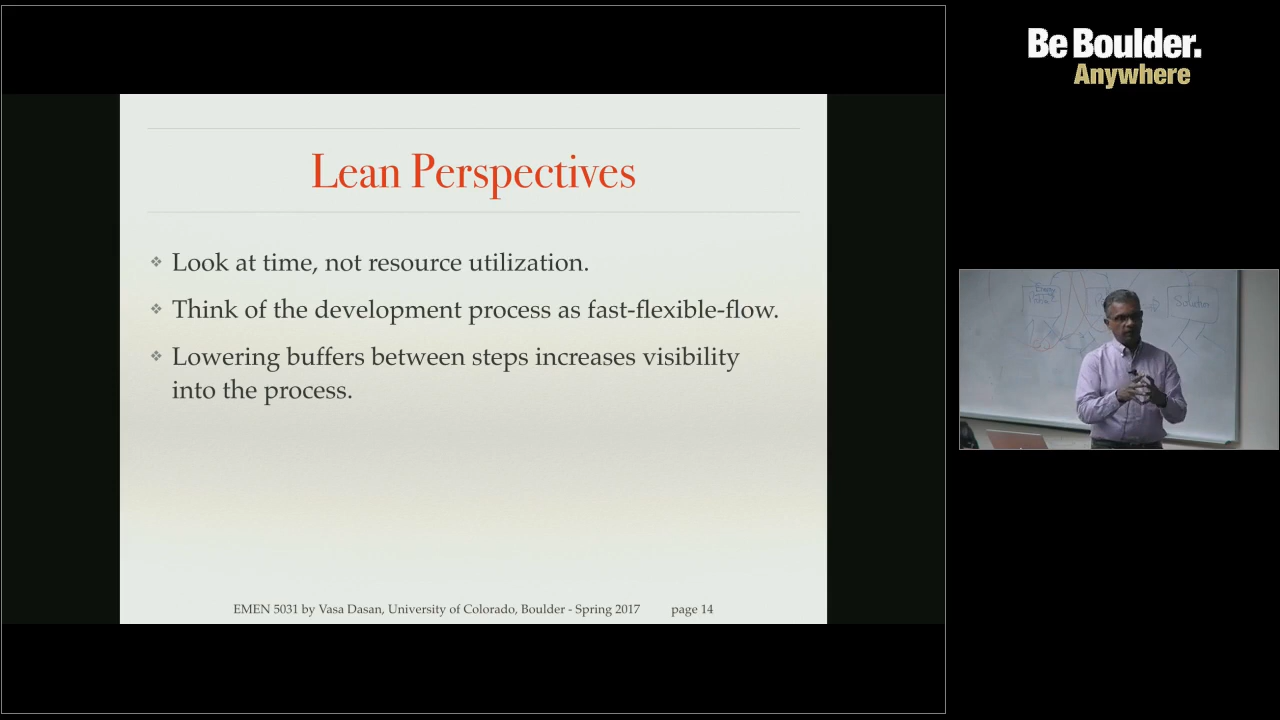 Be Boulder.
Anywhere
Lean Perspectives
❖ Look at time, not resource utilization.
❖ Think of the development process as fast-flexible-flow.
❖ Lowering buffers between steps increases visibility
into the process.
EMEN 5031 by Vasa Dasan, University of Colorado, Boulder - Spring 2017 page 14
Solution